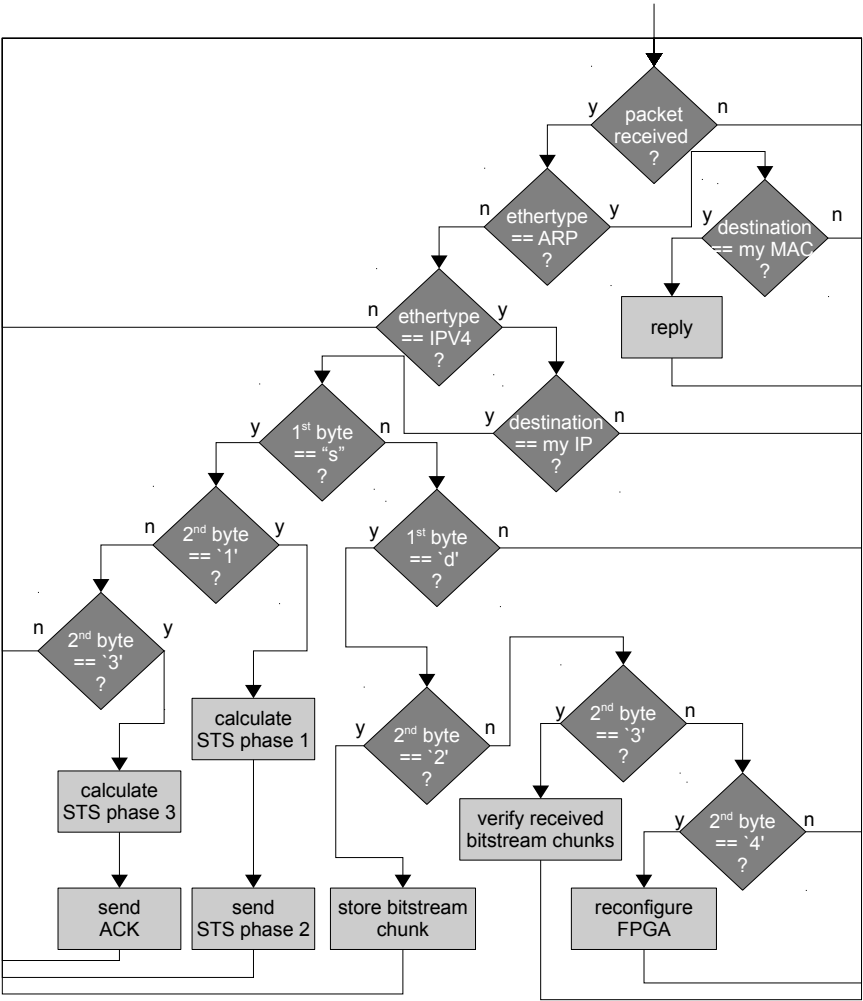 y
n
packet
received
?
n
ethertype
== ARP
?
y
y
destination
== my MAC
?
n
n
ethertype
== IPV4
?
y
reply
y
1st byte
== “s”
?
n
y
destination
== my IP
?
n
n
2nd byte
== `1'
?
y
y
1st byte
== `d'
?
n
n
2nd byte
== `3'
?
y
calculate
STS phase 1
y
2nd byte
== `2'
?
n
y
2nd byte
== `3'
?
n
calculate
STS phase 3
verify received
bitstream chunks
y
2nd byte
== `4'
?
n
send
ACK
send
STS phase 2
store bitstream
chunk
reconfigure
FPGA